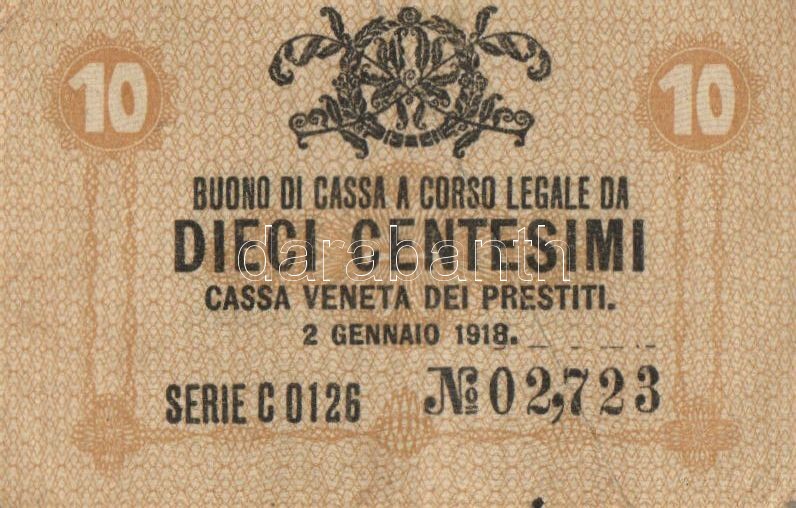 10 10
BUONO DI CASSA A CORSO LEGALE DA
DIECI CENTESIMI
darabanth
CASSA VENETA DEI PRESTITI.
2 GENNAIO 1918.
SERIE C 0126 № 02,723